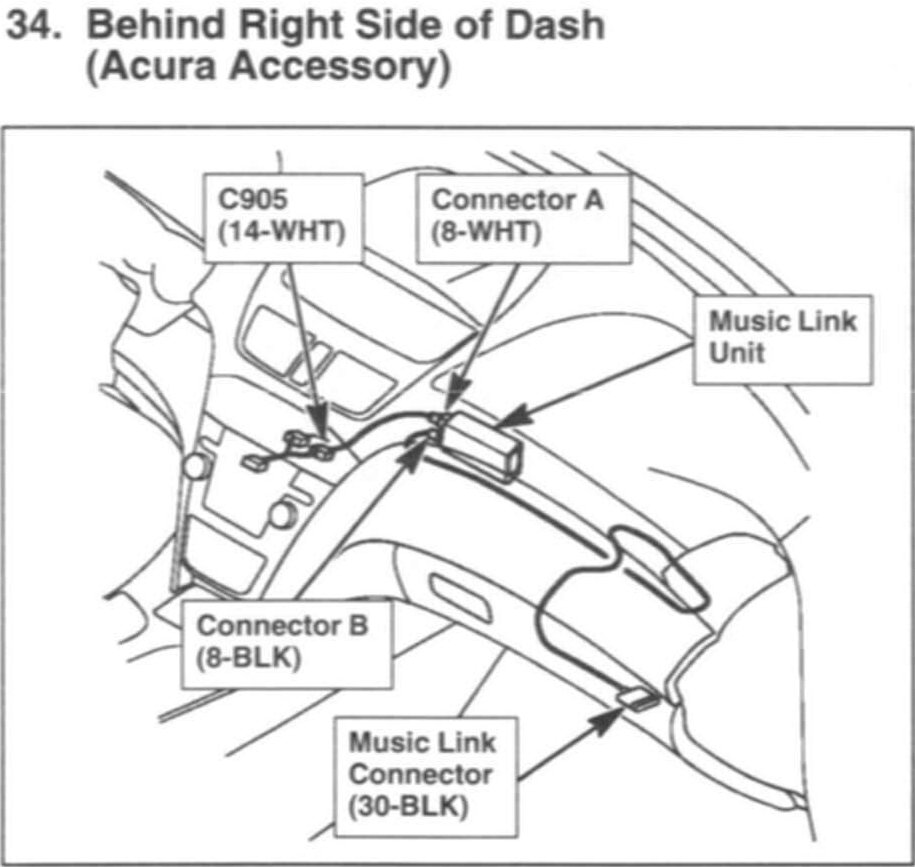 34. Behind Right Side of Dash
(Acura Accessory)
C905
(14-WHT)
Connector A
(8-WHT)
Music Link
Unit
Connector B
(8-BLK)
Music Link
Connector
(30-BLK)